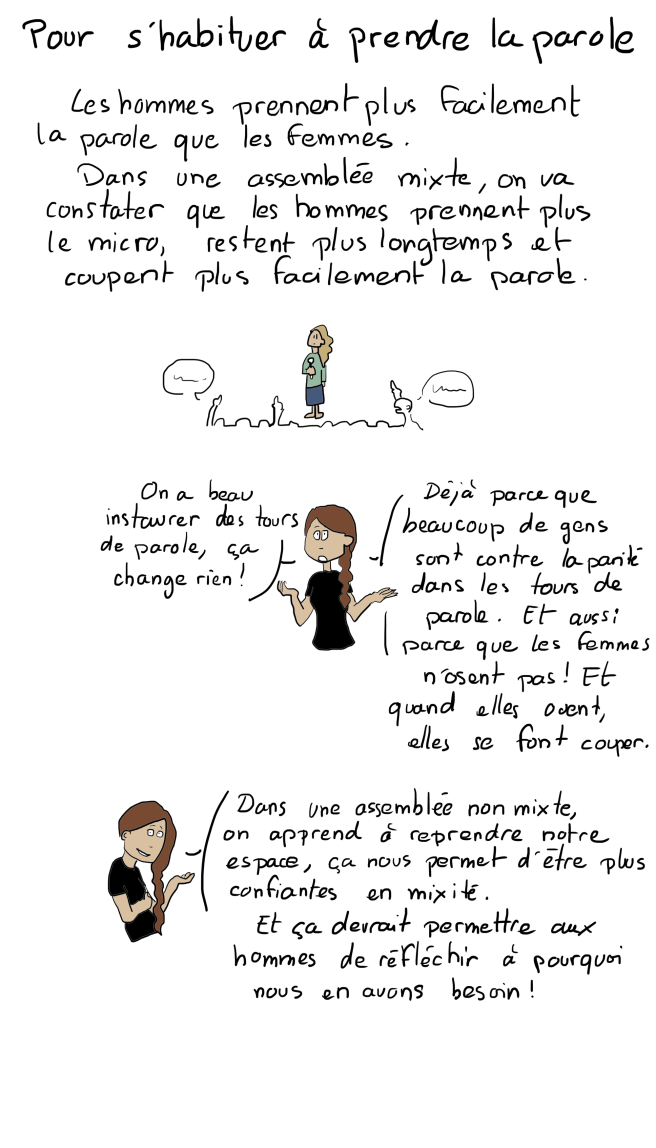 Pour s'habituer à prendre la parole
Les hommes prennent plus facilement
la parole que les femmes.
Dans une assemblée mixte, on va
constater que les hommes prennent plus
le micro, restent plus longtemps et
coupent plus facilement la parole.
On a beau
instaurer des tours
de parole, ça
change rien !
Déjà parce que
beaucoup de gens
sont contre la parité
dans les tours de
parole. Et aussi
parce que les femmes
n'osent pas ! Et
quand elles osent,
elles se font couper.
Dans une assemblée non mixte,
on apprend à reprendre notre
espace, ça nous permet d'être plus
confiantes en mixité.
Et ça devrait permettre aux
hommes de réfléchir à pourquoi
nous en avons besoin !